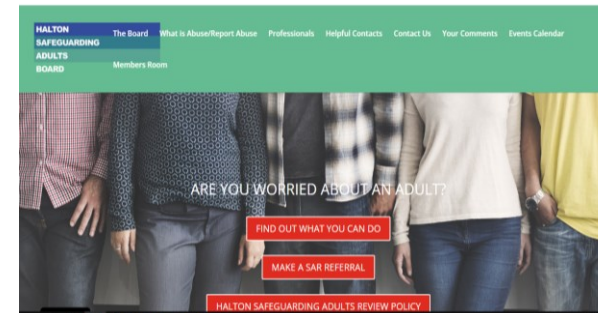 HALTON
SAFEGUARDING
ADULTS
BOARD
The Board What is Abuse/Report Abuse Professionals Helpful Contacts Contact Us Your Comments Events Calendar
Members Room
ARE YOU WORRIED ABOUT AN ADULT?
FIND OUT WHAT YOU CAN DO
MAKE A SAR REFERRAL
HALTON SAFEGUARDING ADULTS REVIEW POLICY